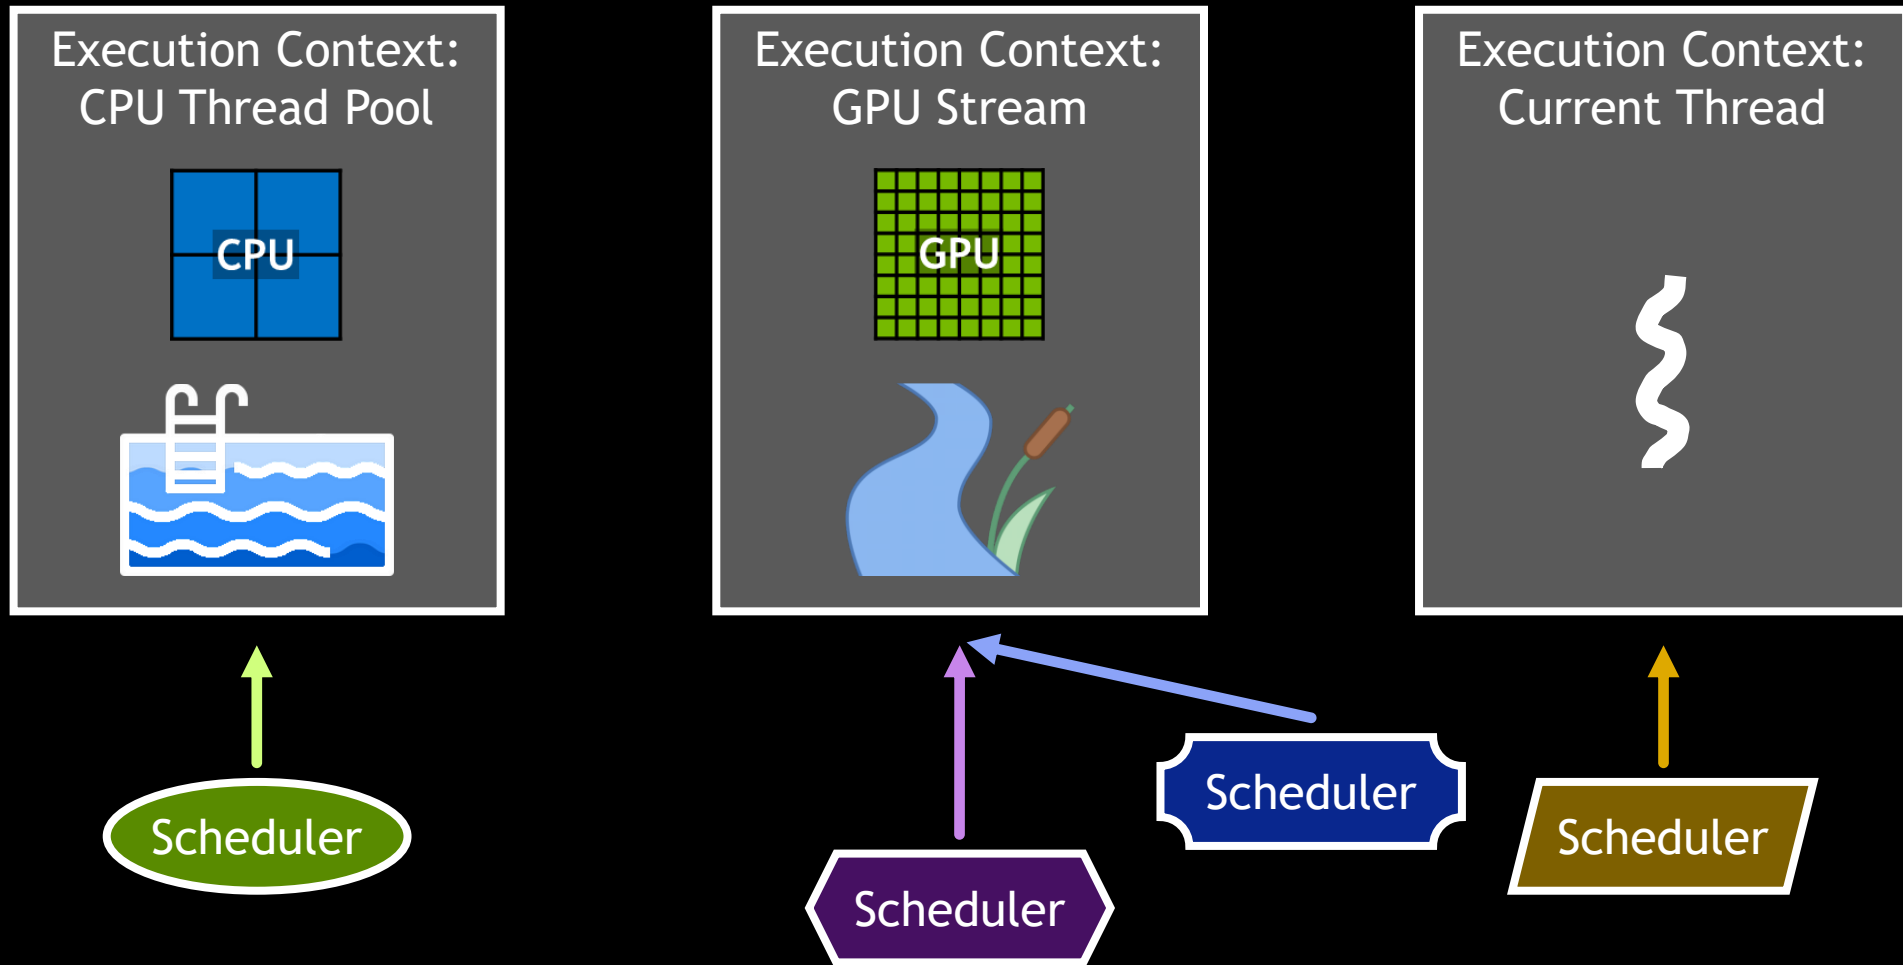 Execution Context:
CPU Thread Pool
CPU
Execution Context:
GPU Stream
GPU
Execution Context:
Current Thread
Scheduler
Scheduler
Scheduler
Scheduler